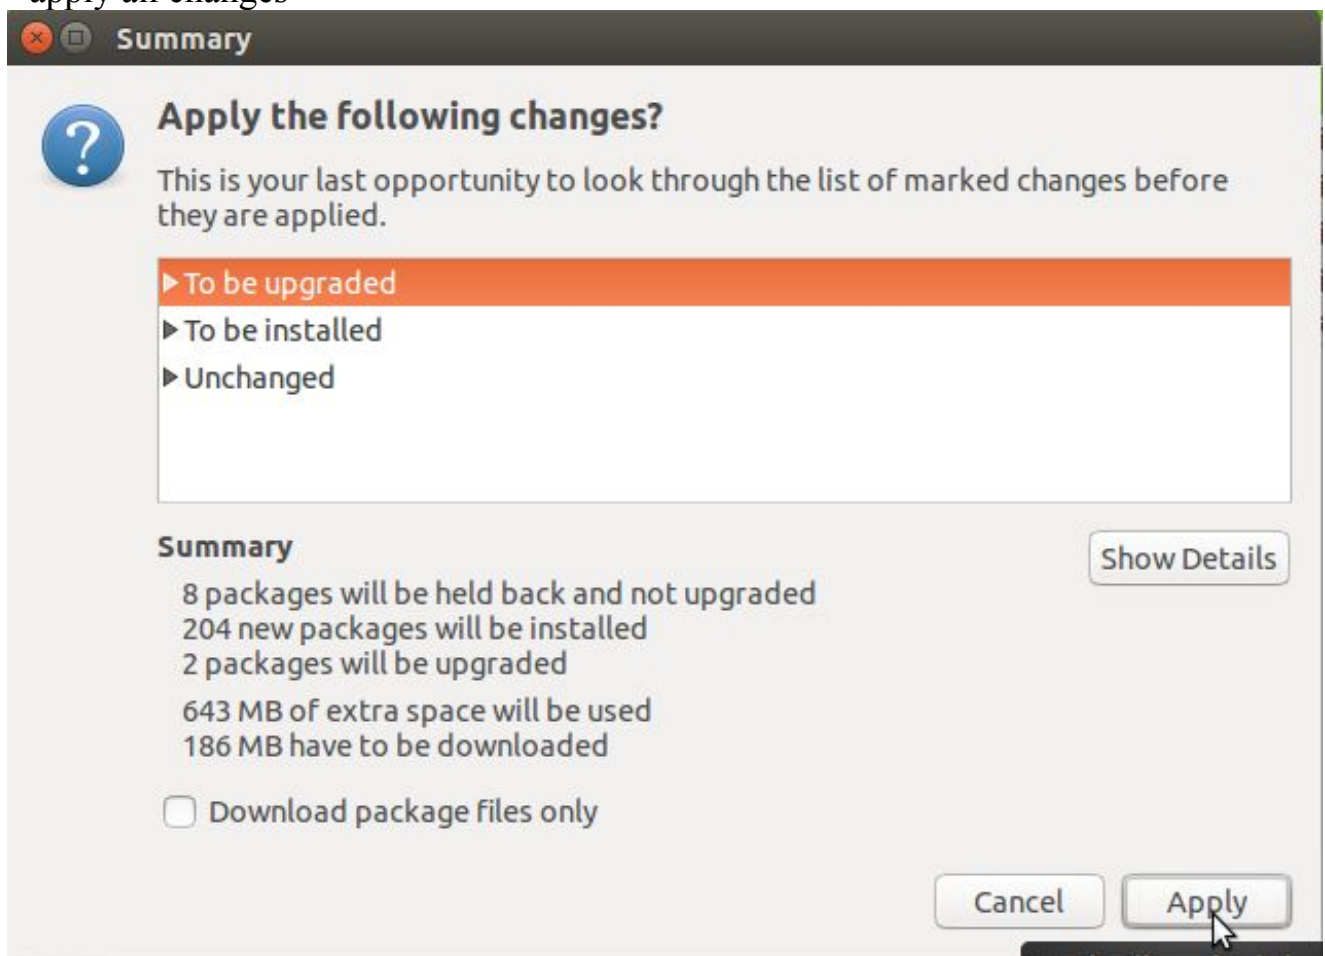 apply all changes
Summary
Apply the following changes?
This is your last opportunity to look through the list of marked changes before
they are applied.
To be upgraded
To be installed
Unchanged
Summary
Show Details
8 packages will be held back and not upgraded
204 new packages will be installed
2 packages will be upgraded
643 MB of extra space will be used
186 MB have to be downloaded
Download package files only
Cancel
Apply